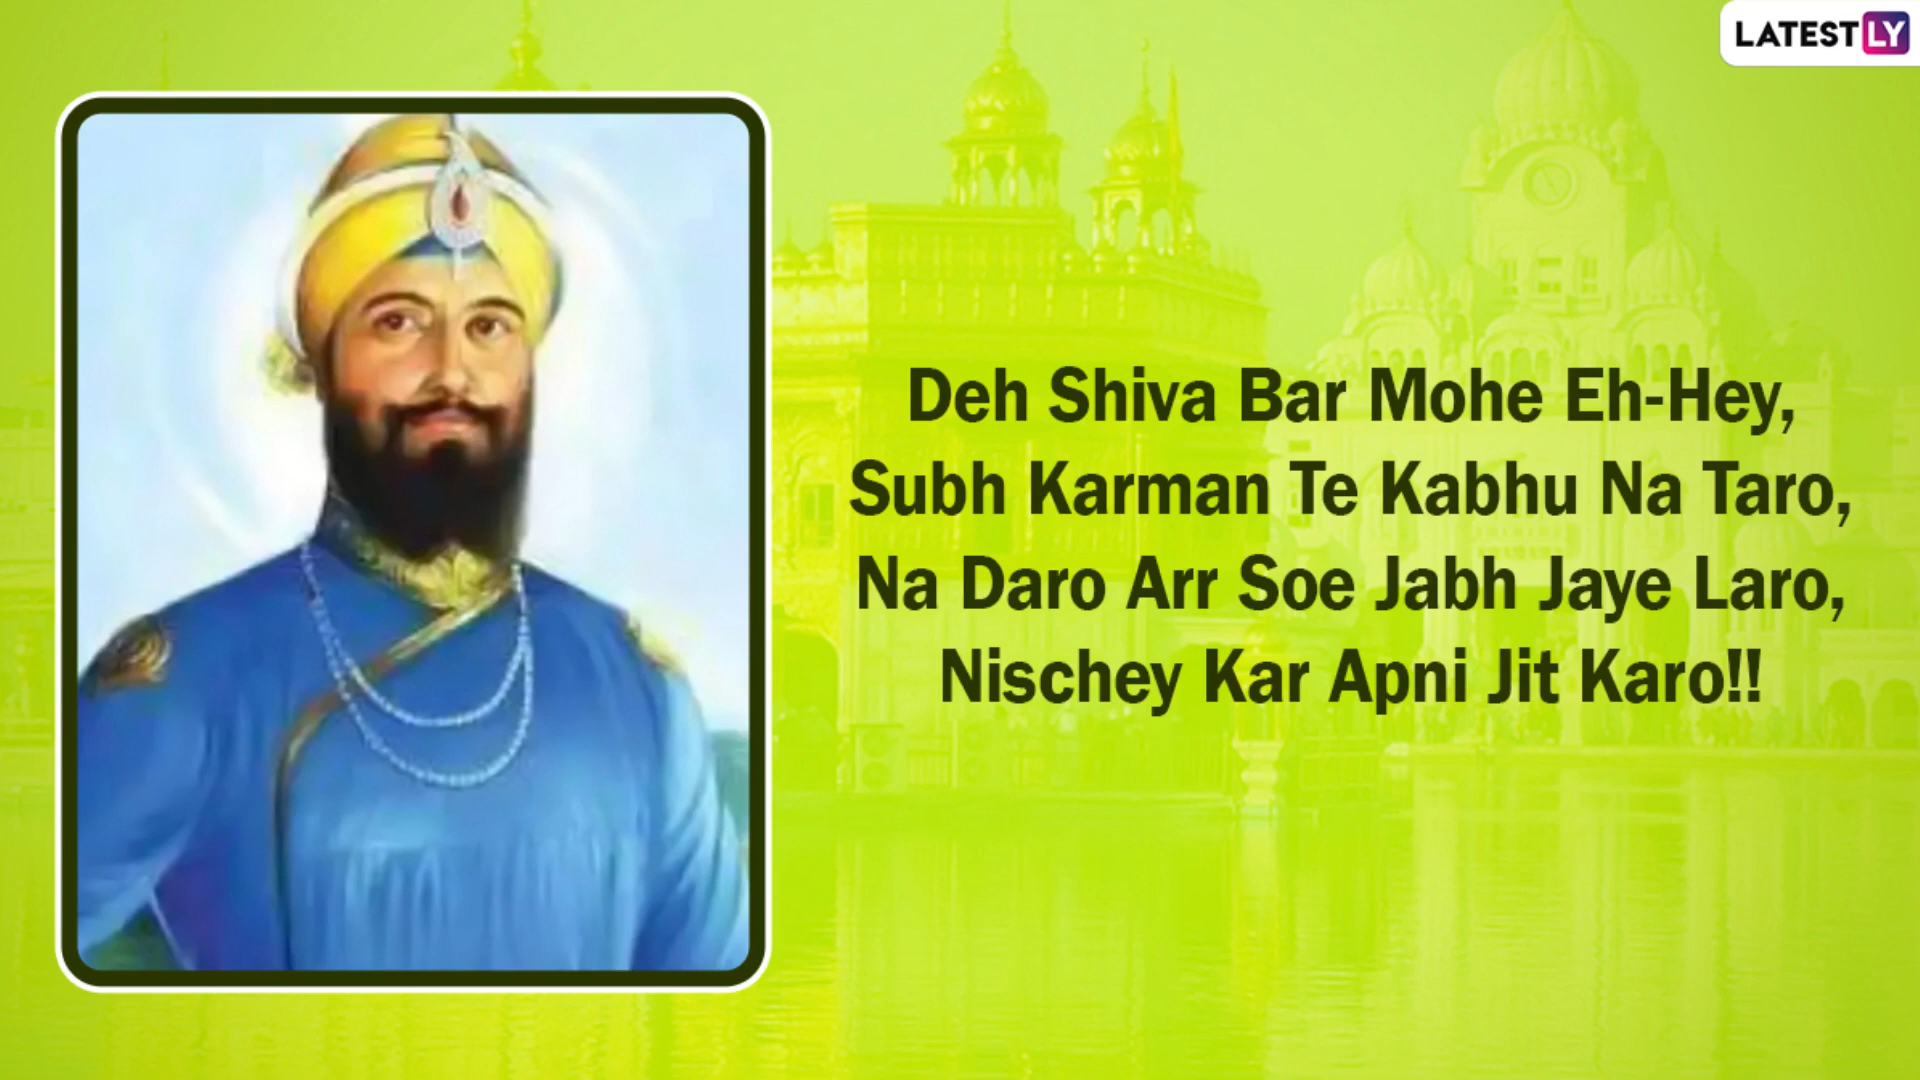 LATESTLY
Deh Shiva Bar Mohe Eh-Hey,
Subh Karman Te Kabhu Na Taro,
Na Daro Arr Soe Jabh Jaye Laro,
Nischey Kar Apni Jit Karo!!